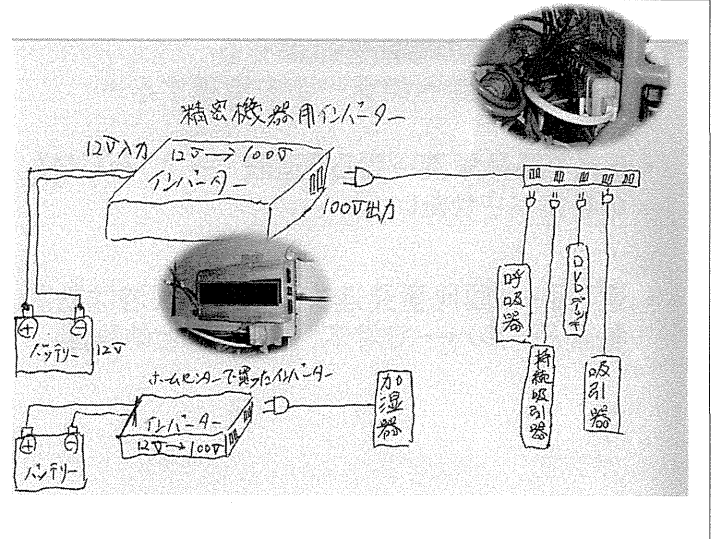 精密機器用インバーター
12V入力
12V→100V
インバーター
100V出力
呼吸器
持続吸引器
DVDデッキ
吸引器
+ -
バッテリー
12V
ホームセンターで買ったインバーター
インバーター
12V→100V
加湿器
+ -
バッテリー